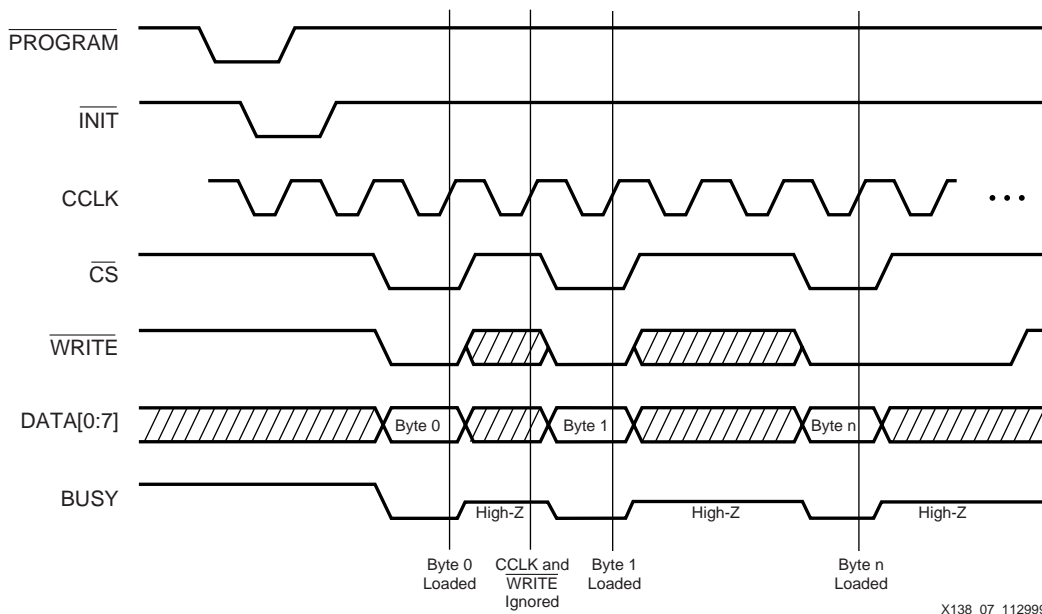 PROGRAM
INIT
CCLK
...
CS
WRITE
DATA[0:7]
Byte 0
Byte 1
Byte n
BUSY
High-Z
High-Z
High-Z
Byte 0
Loaded
CCLK and
WRITE
Ignored
Byte 1
Loaded
Byte n
Loaded
X138_07_112999